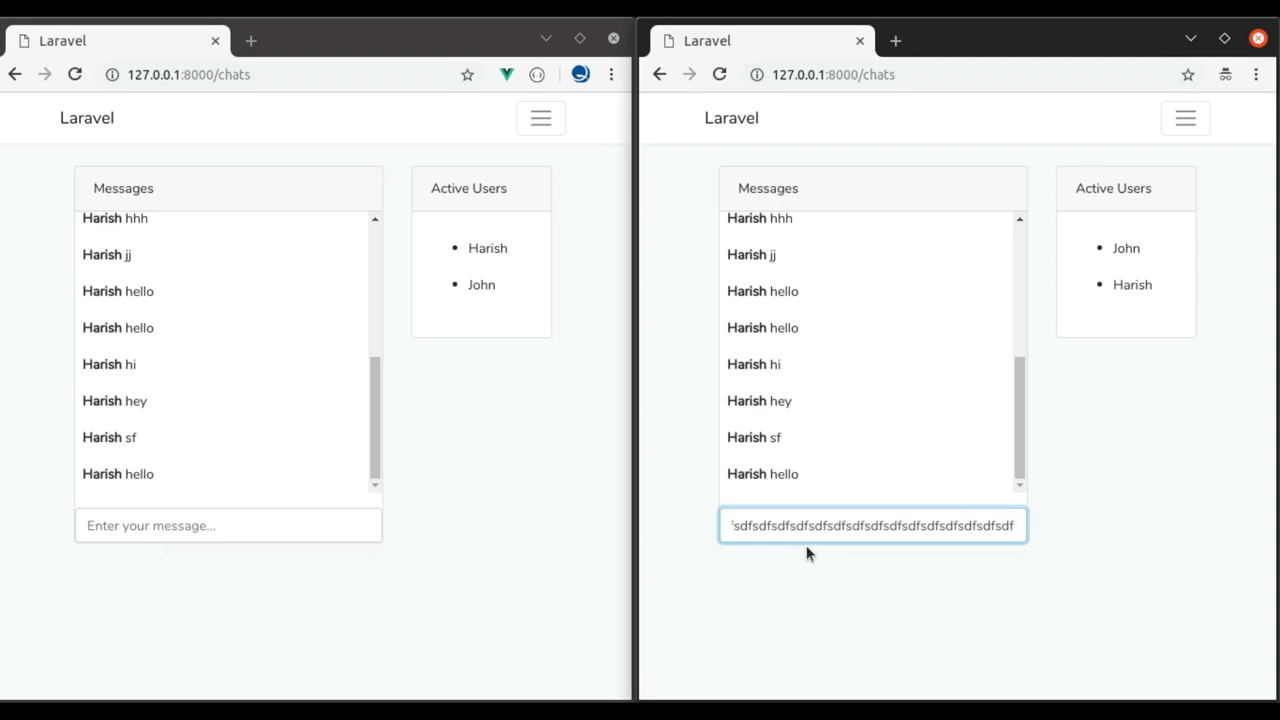 Laravel
127.0.0.1:8000/chats
Laravel
Messages
Harish hhh
Harish jj
Harish hello
Harish hello
Harish hi
Harish hey
Harish sf
Harish hello
Enter your message...
Active Users
Harish
John
Laravel
127.0.0.1:8000/chats
Laravel
Messages
Harish hhh
Harish jj
Harish hello
Harish hello
Harish hi
Harish hey
Harish sf
Harish hello
sdfsdfsdfsdfsdfsdfsdfsdfsdfsdfsdfsdfsdfsdfsdf
Active Users
John
Harish